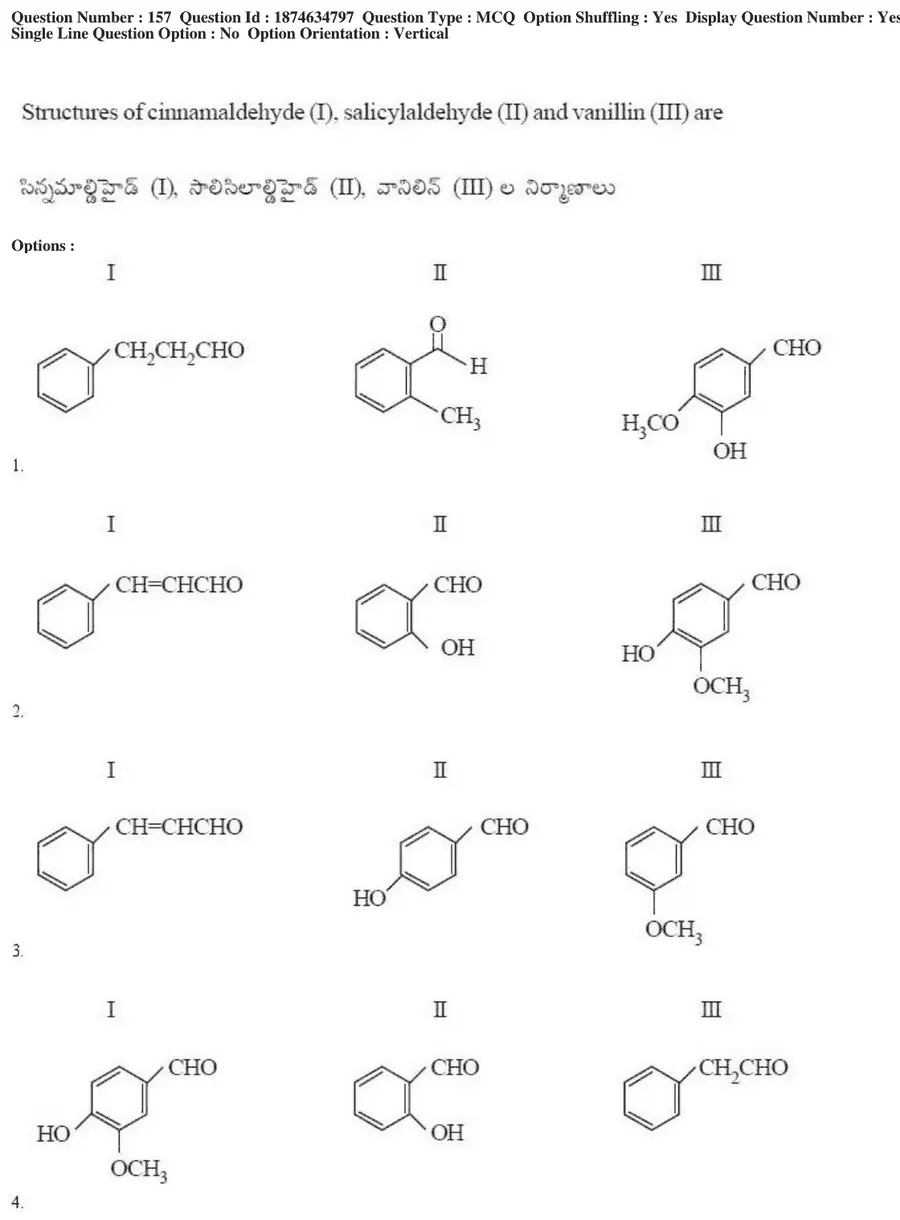 Question Number : 157 Question Id : 1874634797 Question Type : MCQ Option Shuffling : Yes Display Question Number : Yes
Single Line Question Option : No Option Orientation : Vertical
Structures of cinnamaldehyde (I), salicylaldehyde (II) and vanillin (III) are
సిన్నమాల్డిహైడ్ (I), సాలిసిలాల్డిహైడ్ (II), వానిలిన్ (III) ల నిర్మాణాలు
Options :
I II III
CH₂CH₂CHO
O
H
CH₃
CHO
H₃CO
OH
1.
I II III
CH=CHCHO
CHO
OH
CHO
HO
OCH₃
2.
I II III
CH=CHCHO
CHO
HO
CHO
OCH₃
3.
I II III
CHO
HO
OCH₃
CHO
OH
CH₂CHO
4.